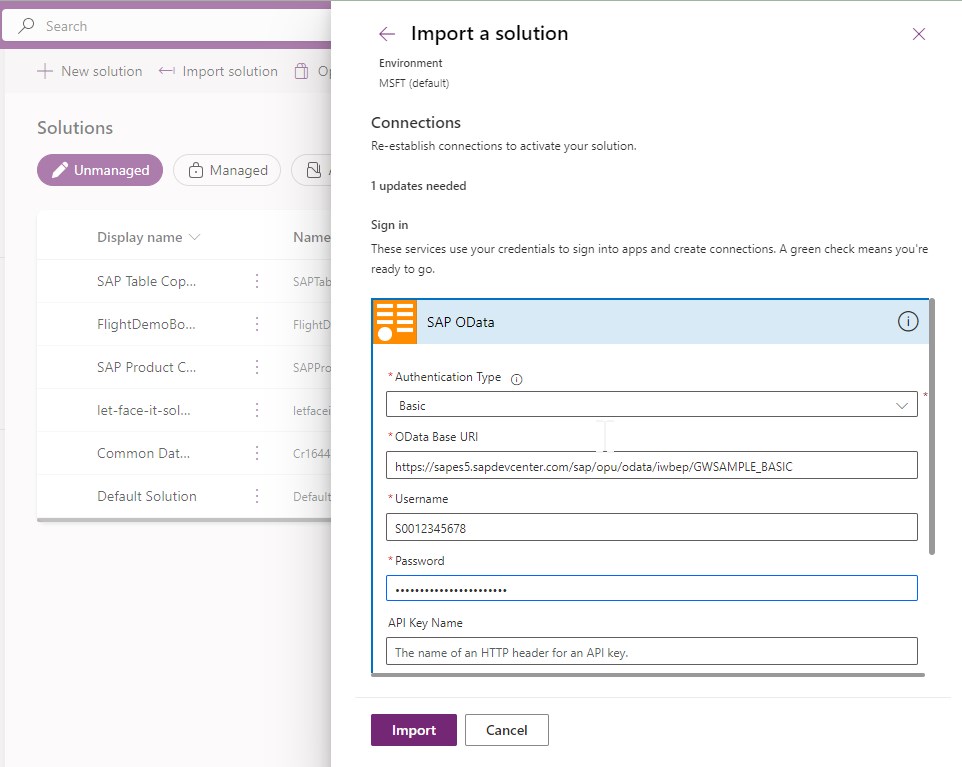 Search
New solution
Import solution
Solutions
Unmanaged
Managed
Display name
Name
SAP Table Cop...
SAPTab
FlightDemoBo...
FlightD
SAP Product C...
SAPPro
let-face-it-sol...
letfacei
Common Dat...
Cr1644
Default Solution
Default
Import a solution
Environment
MSFT (default)
Connections
Re-establish connections to activate your solution.
1 updates needed
Sign in
These services use your credentials to sign into apps and create connections. A green check means you're
ready to go.
SAP OData
* Authentication Type
Basic
*
* OData Base URI
https://sapes5.sapdevcenter.com/sap/opu/odata/iwbep/GWSAMPLE_BASIC
* Username
S0012345678
* Password
•••••••••••••••••••••••
API Key Name
The name of an HTTP header for an API key.
Import
Cancel